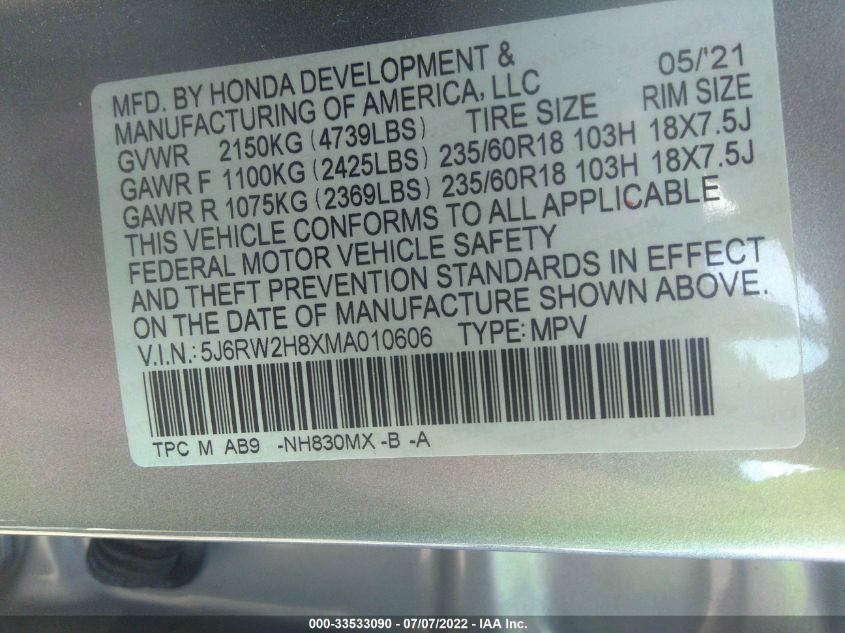 MFD. BY HONDA DEVELOPMENT & 05/'21
MANUFACTURING OF AMERICA, LLC TIRE SIZE RIM SIZE
GVWR 2150KG (4739LBS)
GAWR F 1100KG (2425LBS) 235/60R18 103H 18X7.5J
GAWR R 1075KG (2369LBS) 235/60R18 103H 18X7.5J
THIS VEHICLE CONFORMS TO ALL APPLICABLE
FEDERAL MOTOR VEHICLE SAFETY
AND THEFT PREVENTION STANDARDS IN EFFECT
ON THE DATE OF MANUFACTURE SHOWN ABOVE.
V.I.N.: 5J6RW2H8XMA010606 TYPE: MPV
TPC M AB9 -NH830MX -B -A
000-33533090 - 07/07/2022 - IAA Inc.